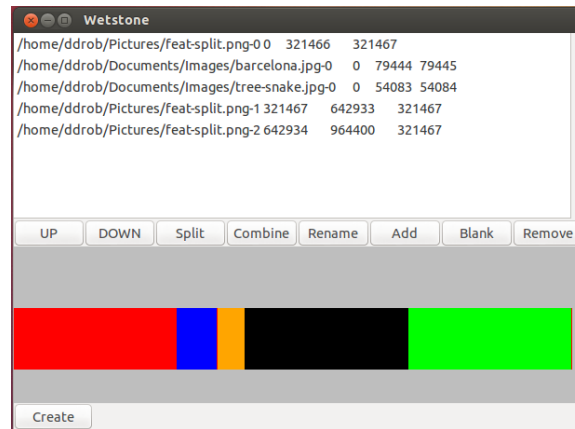 Wetstone
/home/ddrob/Pictures/feat-split.png-0 0 321466 321467
/home/ddrob/Documents/Images/barcelona.jpg-0 0 79444 79445
/home/ddrob/Documents/Images/tree-snake.jpg-0 0 54083 54084
/home/ddrob/Pictures/feat-split.png-1 321467 642933 321467
/home/ddrob/Pictures/feat-split.png-2 642934 964400 321467
UP DOWN Split Combine Rename Add Blank Remove
Create